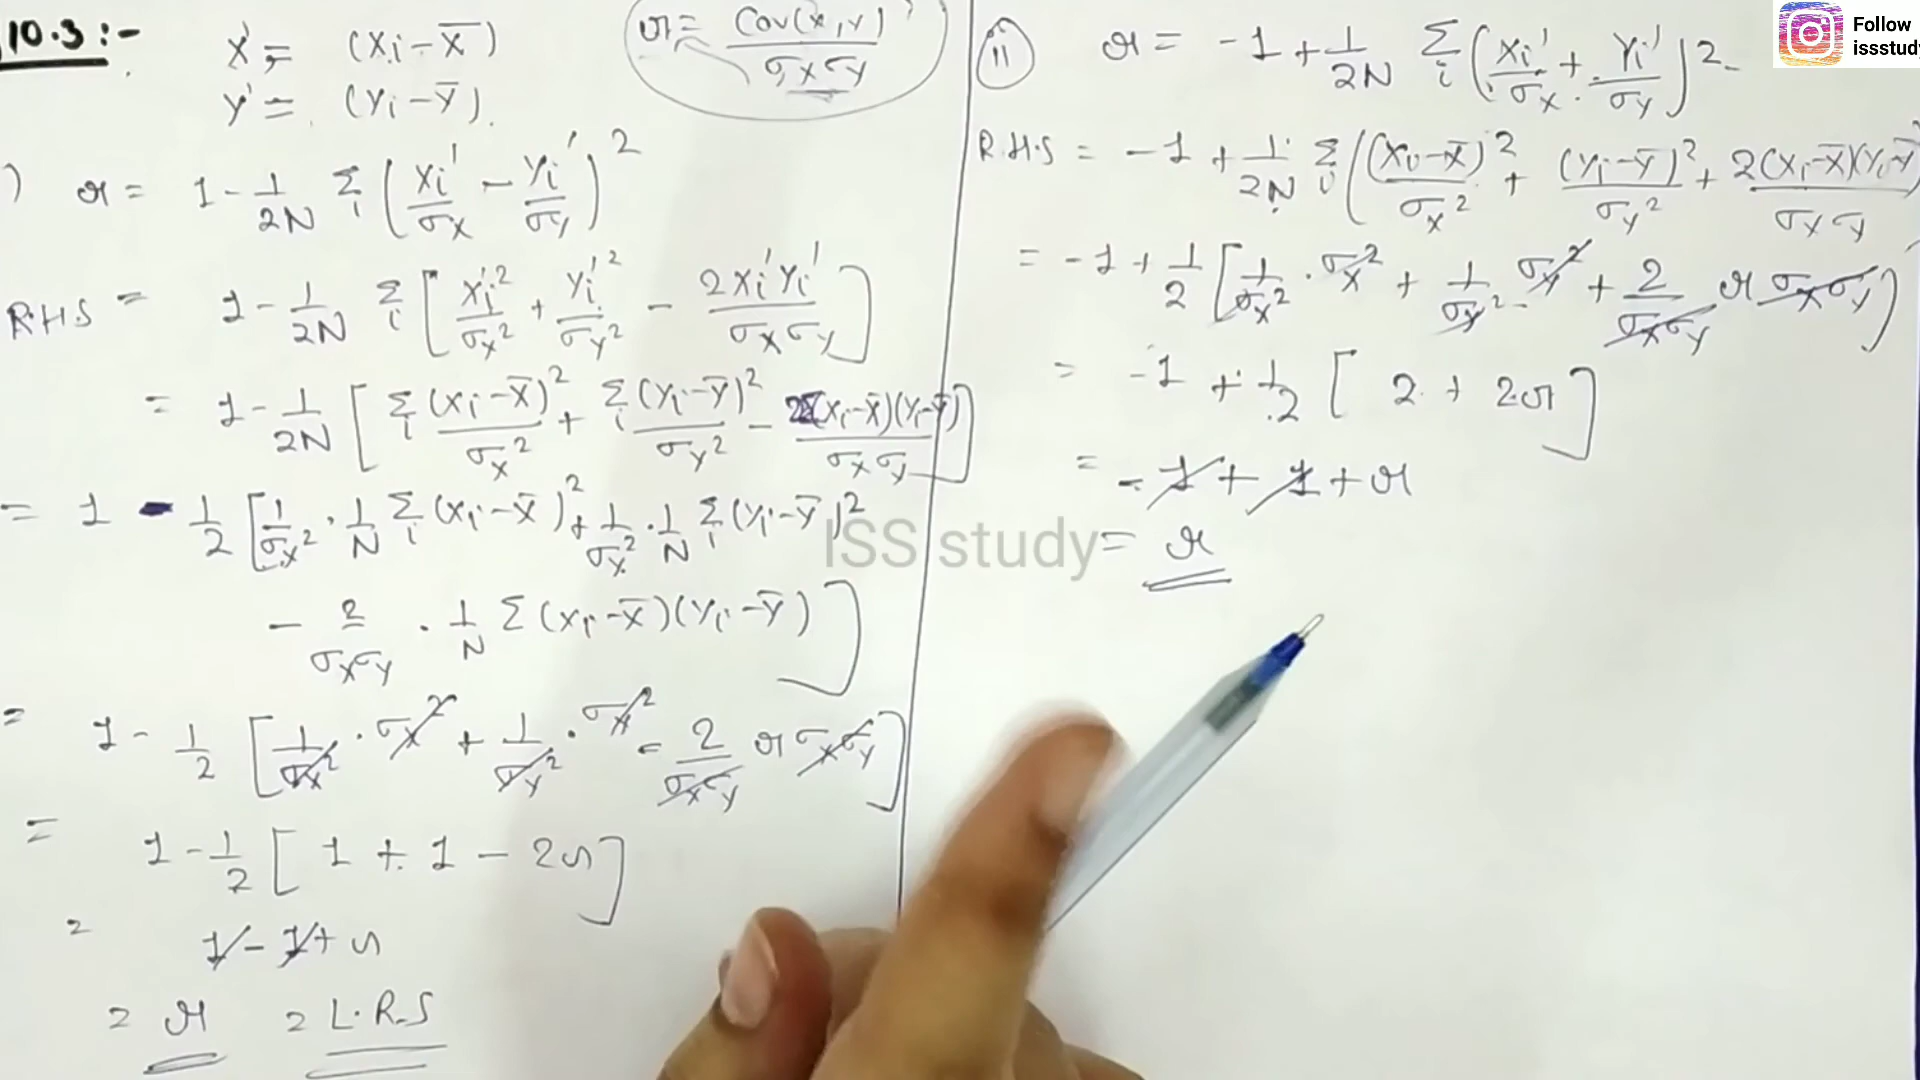 10.3 :-
X' = (Xi - X̅)
Y' = (Yi - Y̅)
r = Cov(X,Y) / σX σY
) r = 1 - 1/2N Σi (Xi'/σX - Yi'/σY)²
RHS = 1 - 1/2N Σi [Xi'²/σX² + Yi'²/σY² - 2Xi'Yi'/σXσY]
= 1 - 1/2N [Σi (Xi - X̅)²/σX² + Σi (Yi - Y̅)²/σY² - 2Σ(Xi - X̅)(Yi - Y̅)/σXσY]
= 1 - 1/2 [1/σX² · 1/N Σi (Xi - X̅)² + 1/σY² · 1/N Σi (Yi - Y̅)²
- 2/σXσY · 1/N Σ (Xi - X̅)(Yi - Y̅)]
= 1 - 1/2 [1/σX² · σX² + 1/σY² · σY² - 2/σXσY r σXσY]
= 1 - 1/2 [1 + 1 - 2r]
= 1 - 1 + r
= r = L.R.S
(ii) r = -1 + 1/2N Σi (Xi'/σX + Yi'/σY)²
R.H.S = -1 + 1/2N Σi ((Xi - X̅)²/σX² + (Yi - Y̅)²/σY² + 2(Xi - X̅)(Yi - Y̅)/σXσY
= -1 + 1/2 [1/σX² · σX² + 1/σY² · σY² + 2/σXσY r σXσY)
= -1 + 1/2 [2 + 2r]
= -1 + 1 + r
= r
ISS study
Follow
issstudy